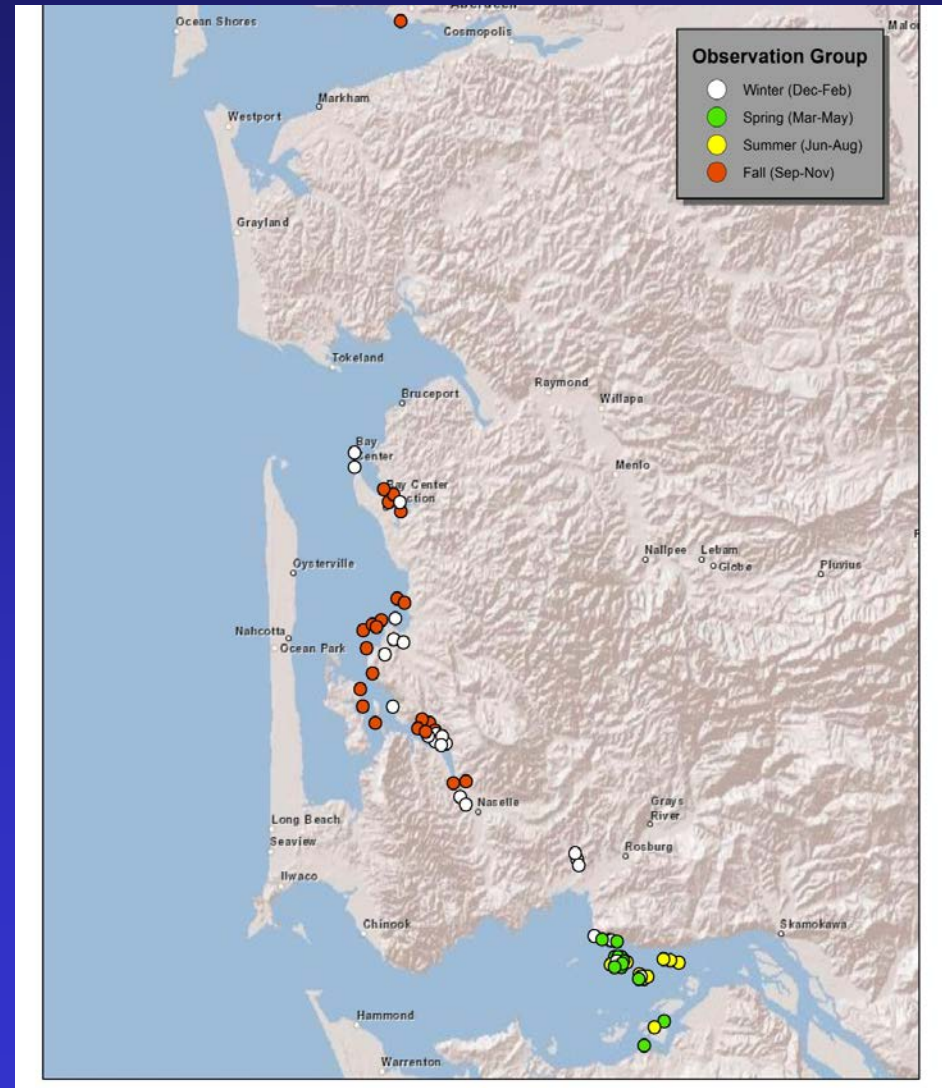 Aberdeen
Ocean Shores
Cosmopolis
Observation Group
Winter (Dec-Feb)
Spring (Mar-May)
Summer (Jun-Aug)
Fall (Sep-Nov)
Markham
Westport
Grayland
Tokeland
Raymond
Bruceport
Willapa
Bay
Center
Menlo
Bay Center
Nallpee
Lebam
Globe
Pluvius
Oysterville
Nahcotta
Ocean Park
Naselle
Grays
River
Long Beach
Rosburg
Seaview
Ilwaco
Chinook
Skamokawa
Hammond
Warrenton